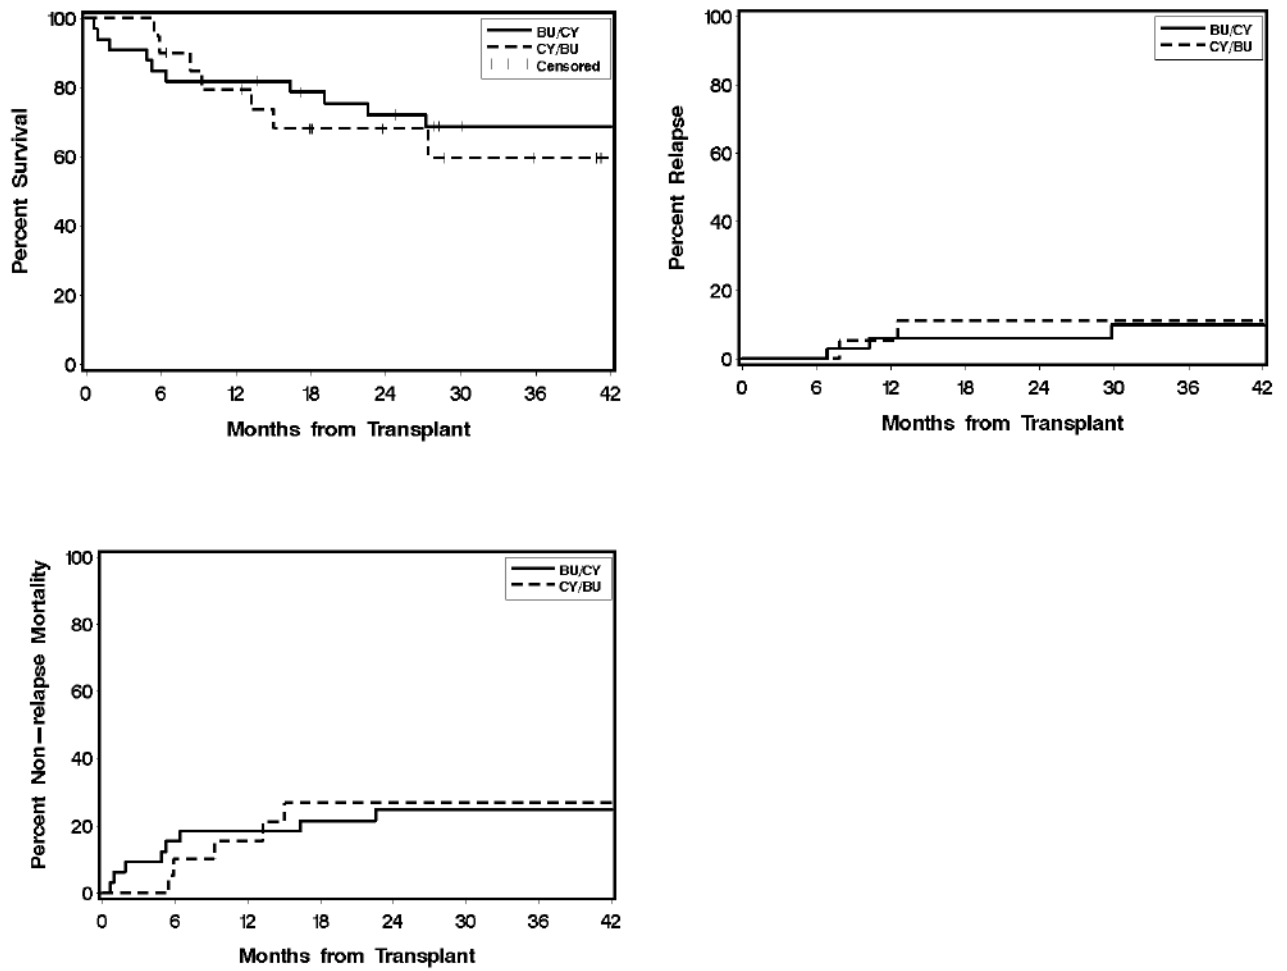 100
80
60
40
20
0
Percent Survival
BU/CY
CY/BU
Censored
0 6 12 18 24 30 36 42
Months from Transplant
100
80
60
40
20
0
Percent Relapse
BU/CY
CY/BU
0 6 12 18 24 30 36 42
Months from Transplant
100
80
60
40
20
0
Percent Non-relapse Mortality
BU/CY
CY/BU
0 6 12 18 24 30 36 42
Months from Transplant